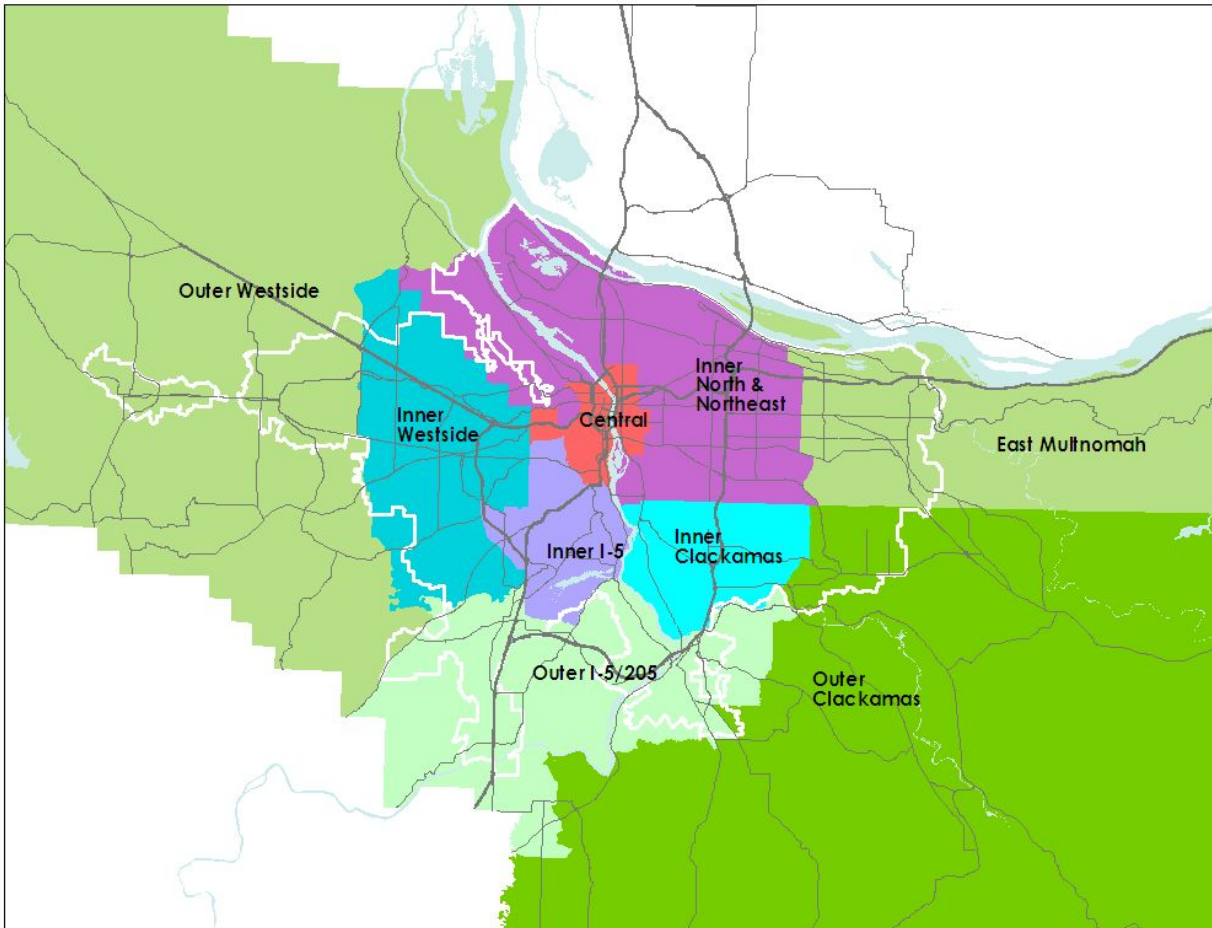 Outer Westside
Inner
North &
Northeast
Inner
Westside
Central
East Multnomah
Inner I-5
Inner
Clackamas
Outer I-5/205
Outer
Clackamas